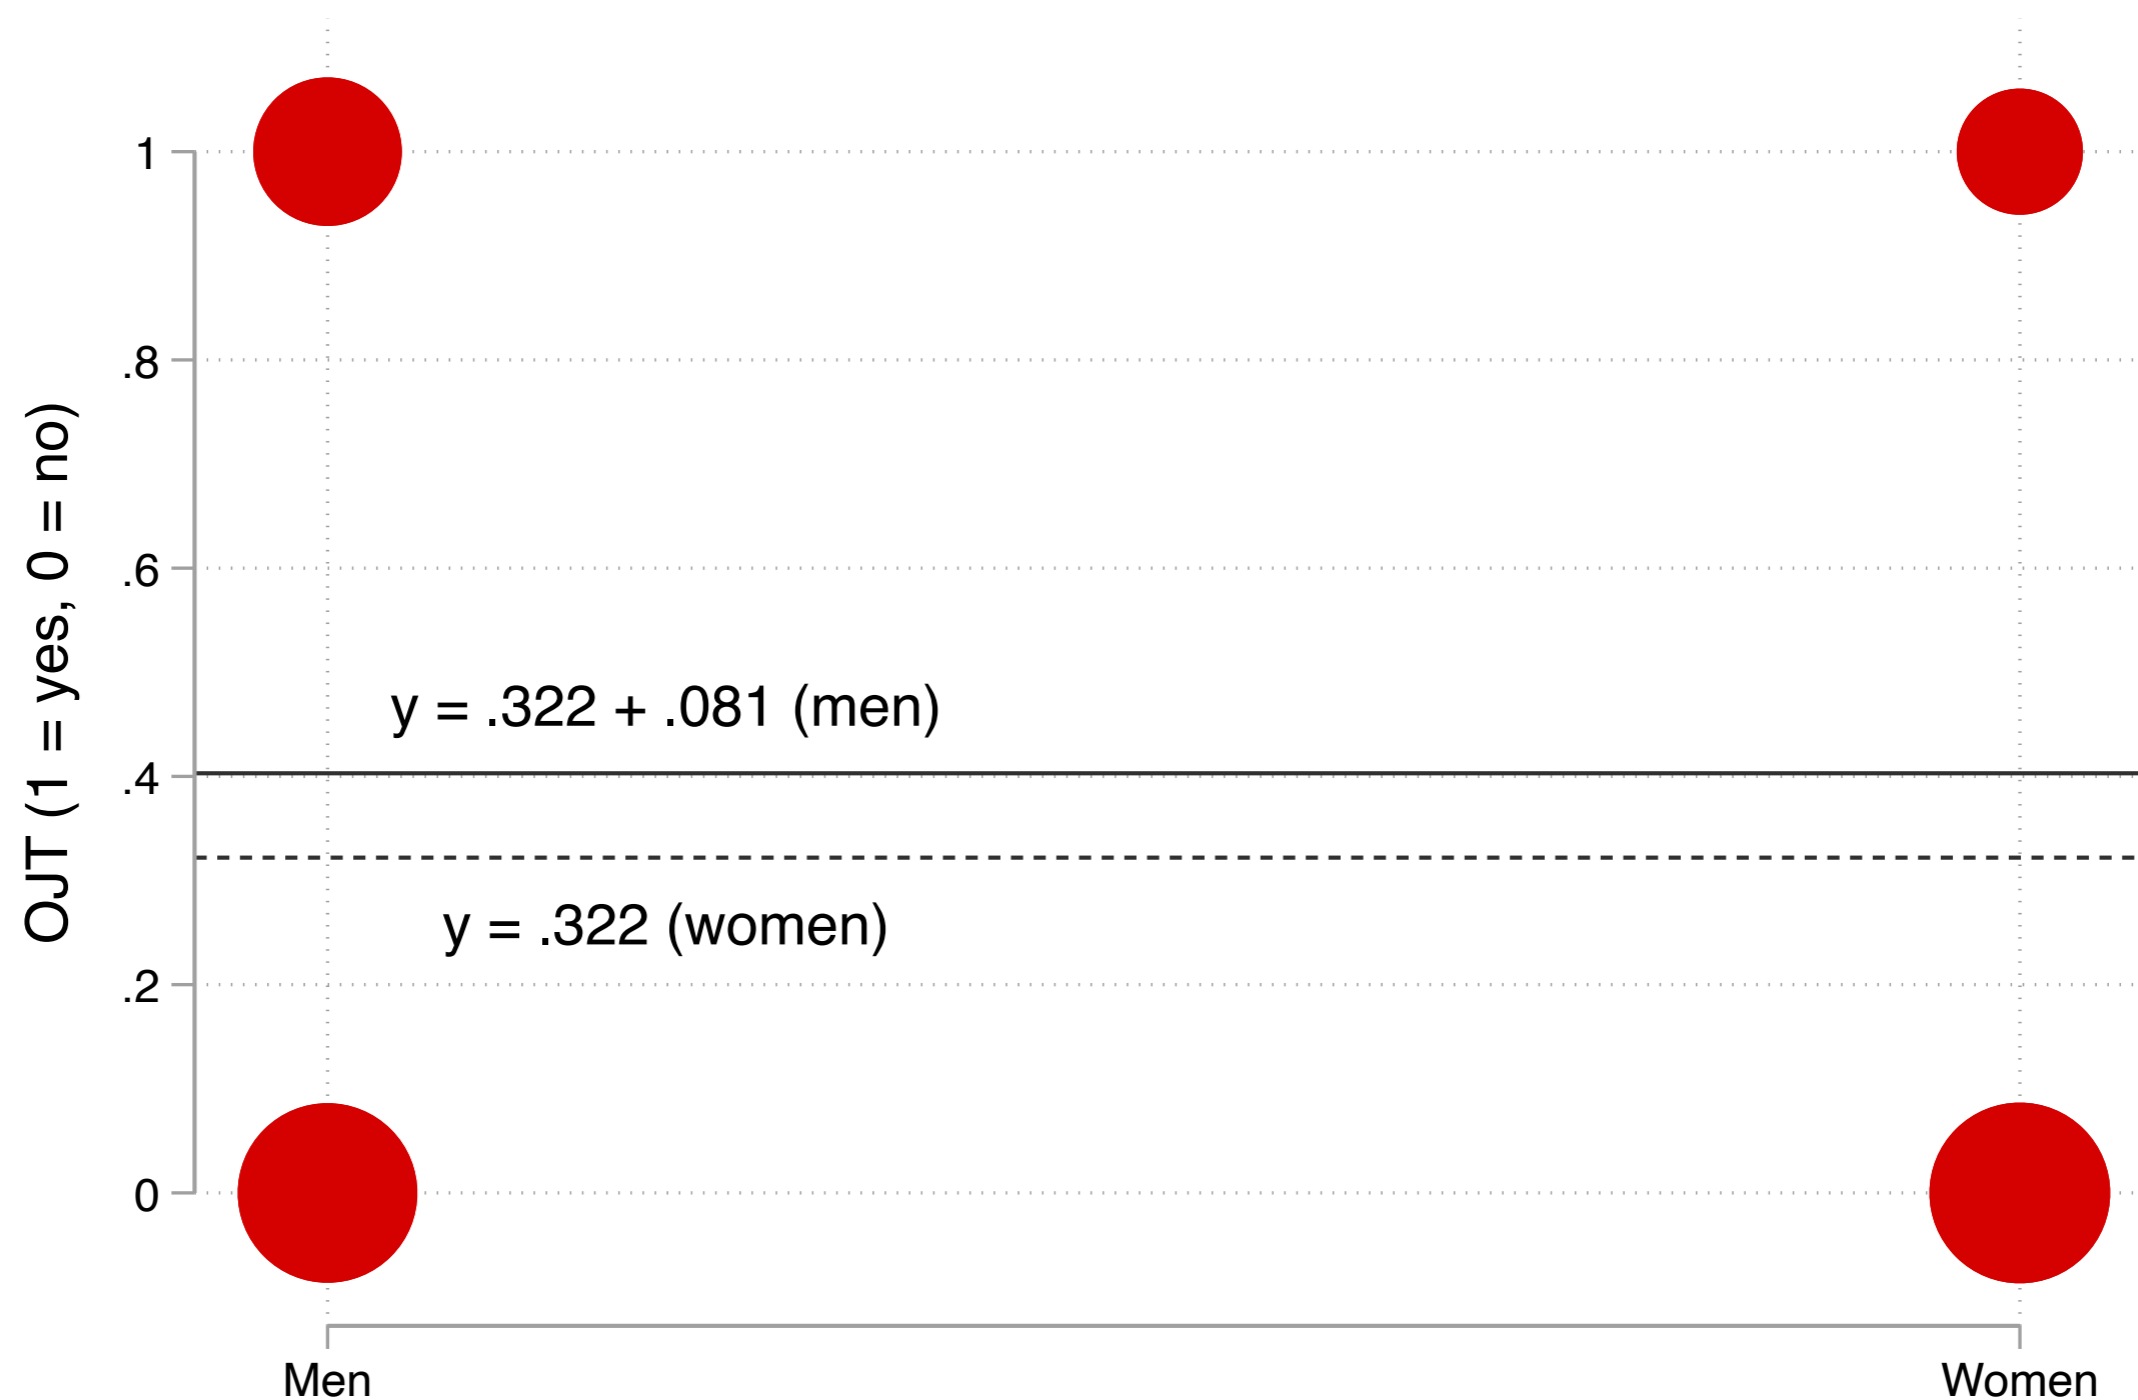 OJT (1 = yes, 0 = no)
1
.8
.6
.4
.2
0
y = .322 + .081 (men)
y = .322 (women)
Men
Women